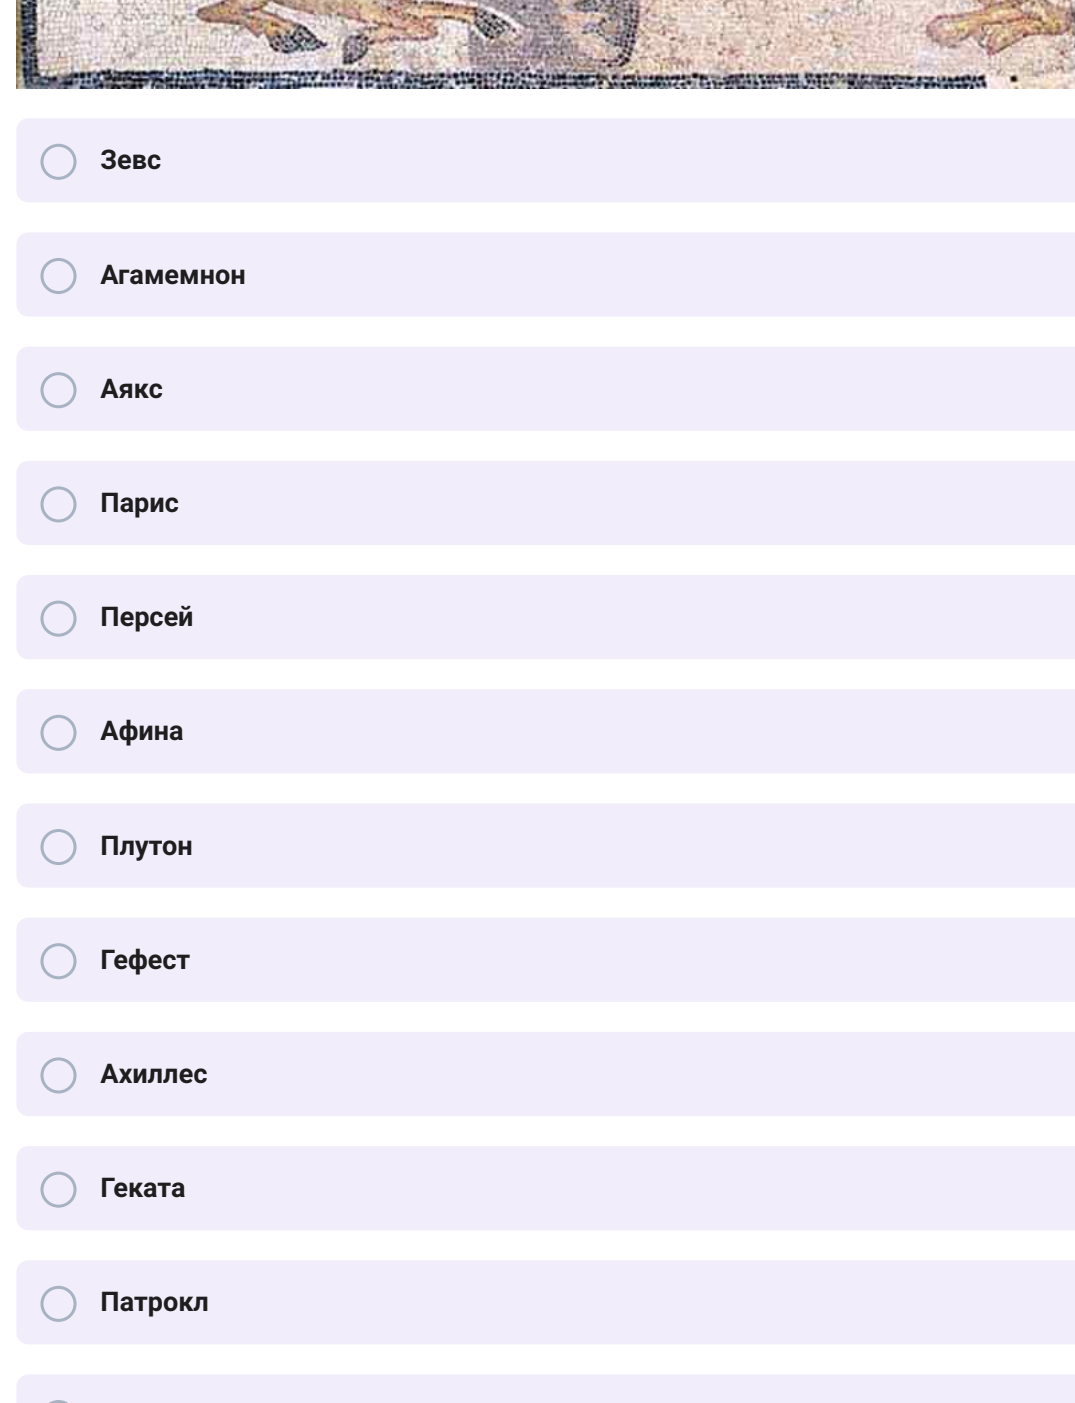 Зевс
Агамемнон
Аякс
Парис
Персей
Афина
Плутон
Гефест
Ахиллес
Геката
Патрокл